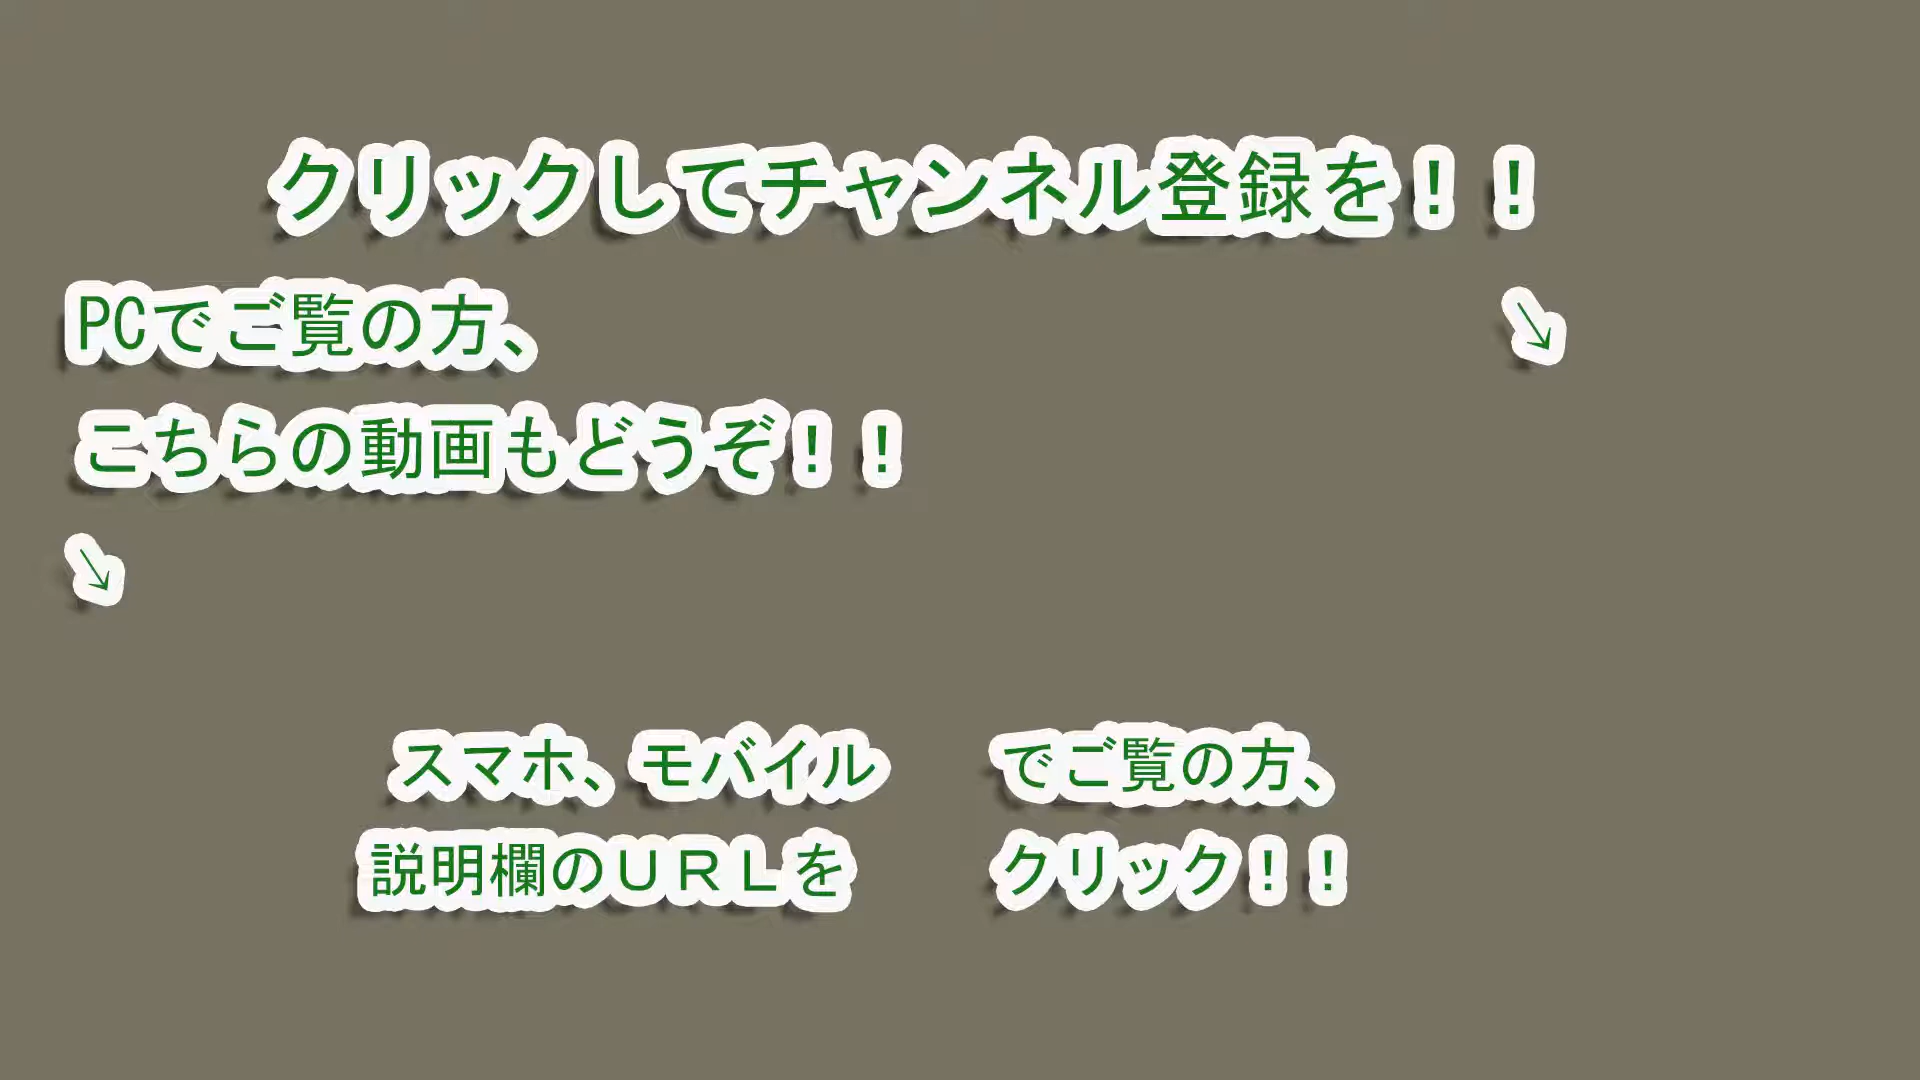 クリックしてチャンネル登録を！！
PCでご覧の方、
↘
こちらの動画もどうぞ！！
↘
スマホ、モバイル　でご覧の方、
説明欄のＵＲＬを　クリック！！